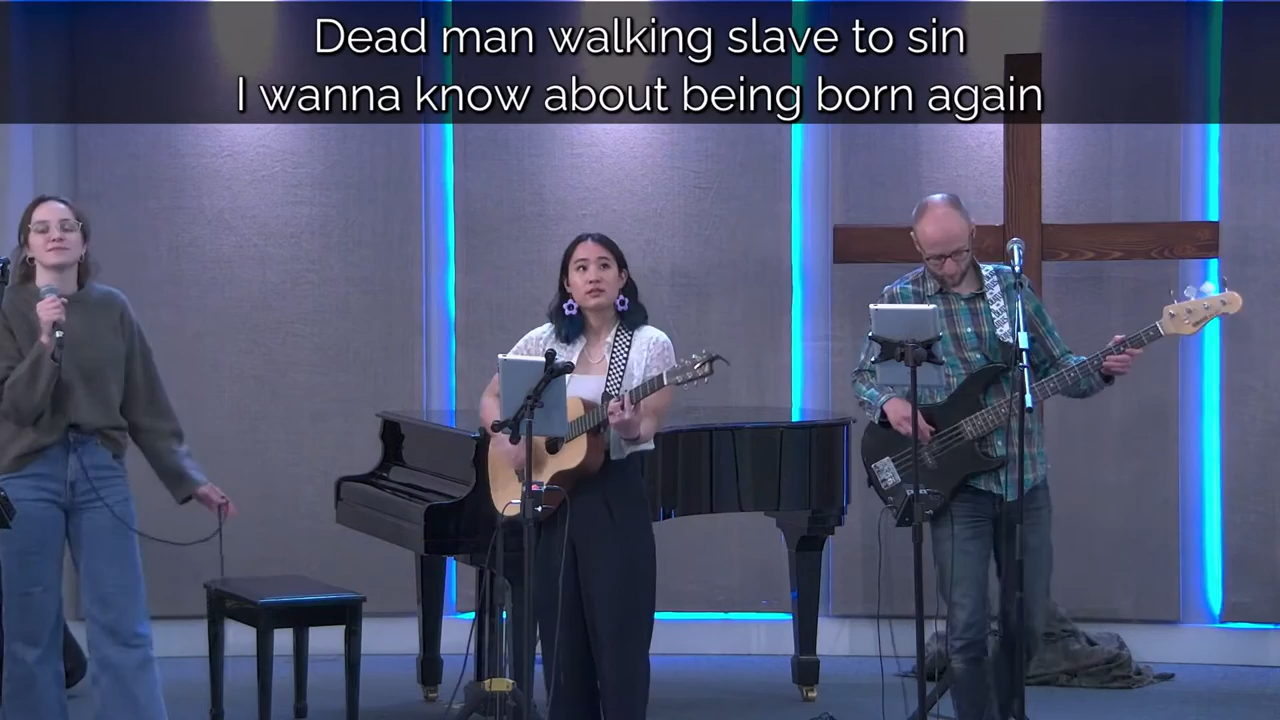 Dead man walking slave to sin
I wanna know about being born again